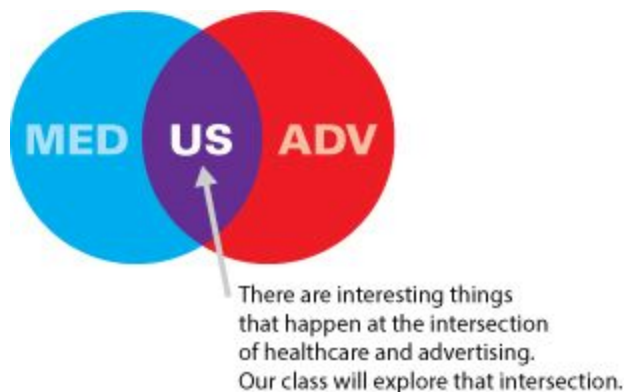 MED US ADV
There are interesting things
that happen at the intersection
of healthcare and advertising.
Our class will explore that intersection.